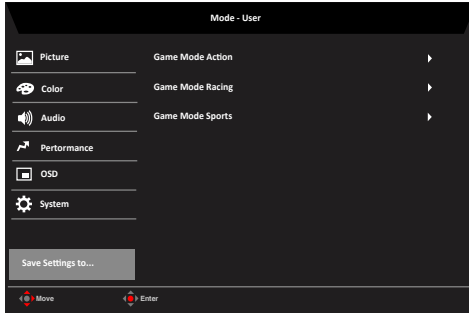 Mode - User
Picture
Color
Audio
Pertormance
OSD
System
Save Settings to...
Game Mode Action
Game Mode Racing
Game Mode Sports
Move
Enter